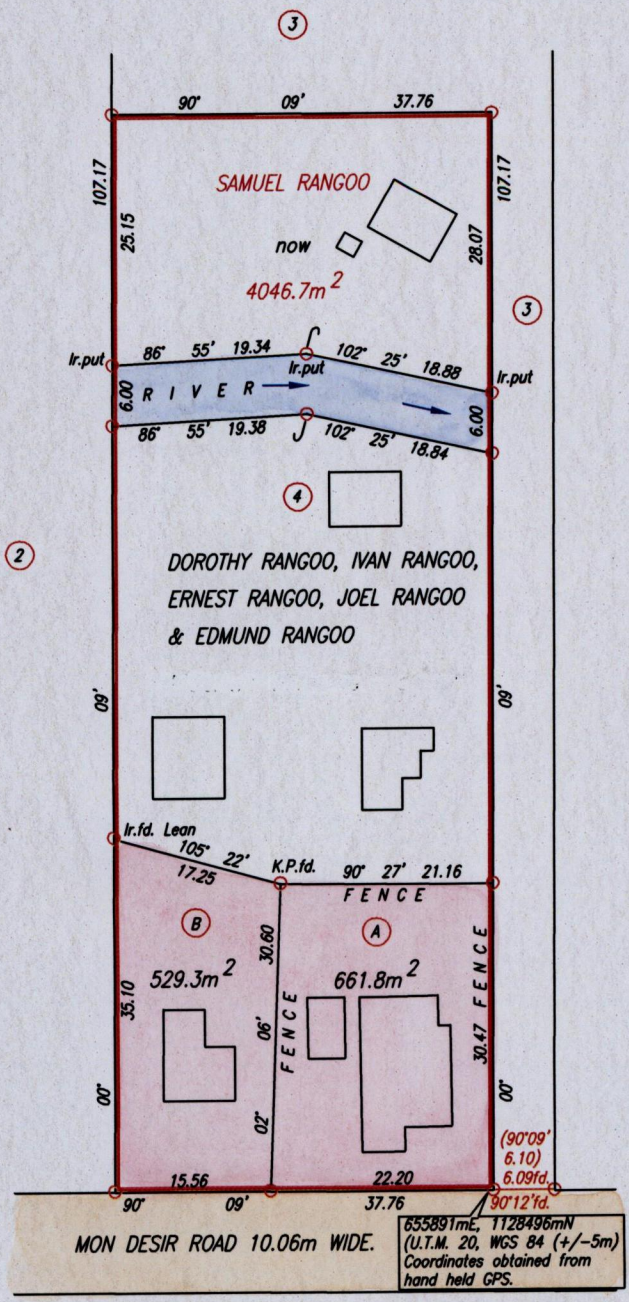 3
90° 09' 37.76
107.17
107.17
SAMUEL RANGOO
25.15
28.07
now
4046.7m²
3
86° 55' 19.34
102° 25' 18.88
Ir.put
Ir.put
Ir.put
6.00
RIVER
6.00
86° 55' 19.38
102° 25' 18.84
4
2
DOROTHY RANGOO, IVAN RANGOO,
ERNEST RANGOO, JOEL RANGOO
& EDMUND RANGOO
09'
09'
Ir.fd. Lean
105° 22'
17.25
K.P.fd.
90° 27' 21.16
FENCE
B
A
30.60
529.3m²
661.8m²
35.10
30.47 FENCE
06'
FENCE
00°
02°
00°
(90°09'
6.10)
6.09fd.
15.56
22.20
90° 09' 37.76
90°12'fd.
MON DESIR ROAD 10.06m WIDE.
655891mE, 1128496mN
(U.T.M. 20, WGS 84 (+/-5m)
Coordinates obtained from
hand held GPS.